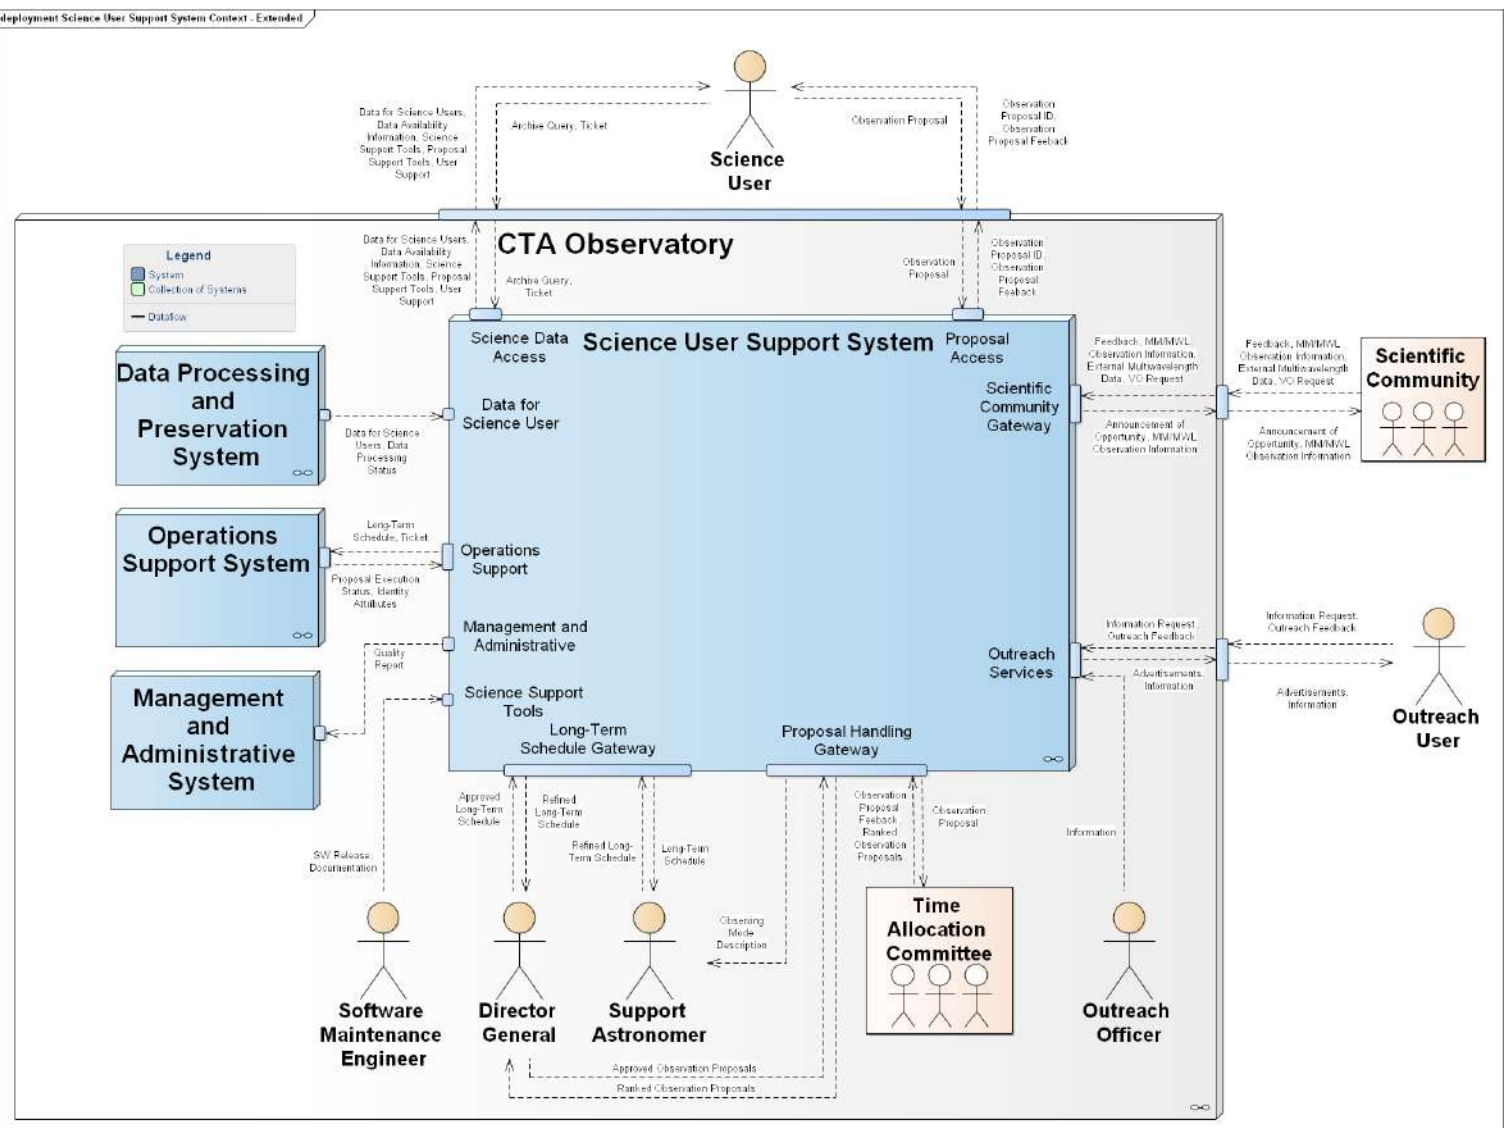 deployment Science User Support System Context - Extended
Data for Science Users,
Data Availability
Information, Science
Support Tools, Proposal
Support Tools, User
Support
Archive Query, Ticket
Observation Proposal
Observation
Proposal ID,
Observation
Proposal Feeback
Science
User
CTA Observatory
Legend
System
Collection of Systems
Dataflow
Data for Science Users,
Data Availability
Information, Science
Support Tools, Proposal
Support Tools, User
Support
Archive Query,
Ticket
Observation
Proposal
Observation
Proposal ID,
Observation
Proposal
Feeback
Science Data
Access
Science User Support System
Proposal
Access
Data Processing
and
Preservation
System
Data for Science
Users, Data
Processing
Status
Data for
Science User
Scientific
Community
Gateway
Feedback, MM/MWL
Observation Information,
External Multiwavelength
Data, VO Request
Announcement of
Opportunity, MM/MWL
Observation Information
Feedback, MM/MWL
Observation Information,
External Multiwavelength
Data, VO Request
Announcement of
Opportunity, MM/MWL
Observation Information
Scientific
Community
Operations
Support System
Long-Term
Schedule, Ticket
Proposal Execution
Status, Identity
Attributes
Operations
Support
Management and
Administrative
Quality
Report
Management
and
Administrative
System
Science Support
Tools
Long-Term
Schedule Gateway
Proposal Handling
Gateway
Outreach
Services
Information Request,
Outreach Feedback
Advertisements,
Information
Information Request,
Outreach Feedback
Advertisements,
Information
Outreach
User
SW Release,
Documentation
Approved
Long-Term
Schedule
Refined
Long-Term
Schedule
Refined Long-
Term Schedule
Long-Term
Schedule
Observing
Mode
Description
Observation
Proposal
Feeback,
Ranked
Observation
Proposals
Observation
Proposal
Information
Software
Maintenance
Engineer
Director
General
Support
Astronomer
Time
Allocation
Committee
Outreach
Officer
Approved Observation Proposals
Ranked Observation Proposals